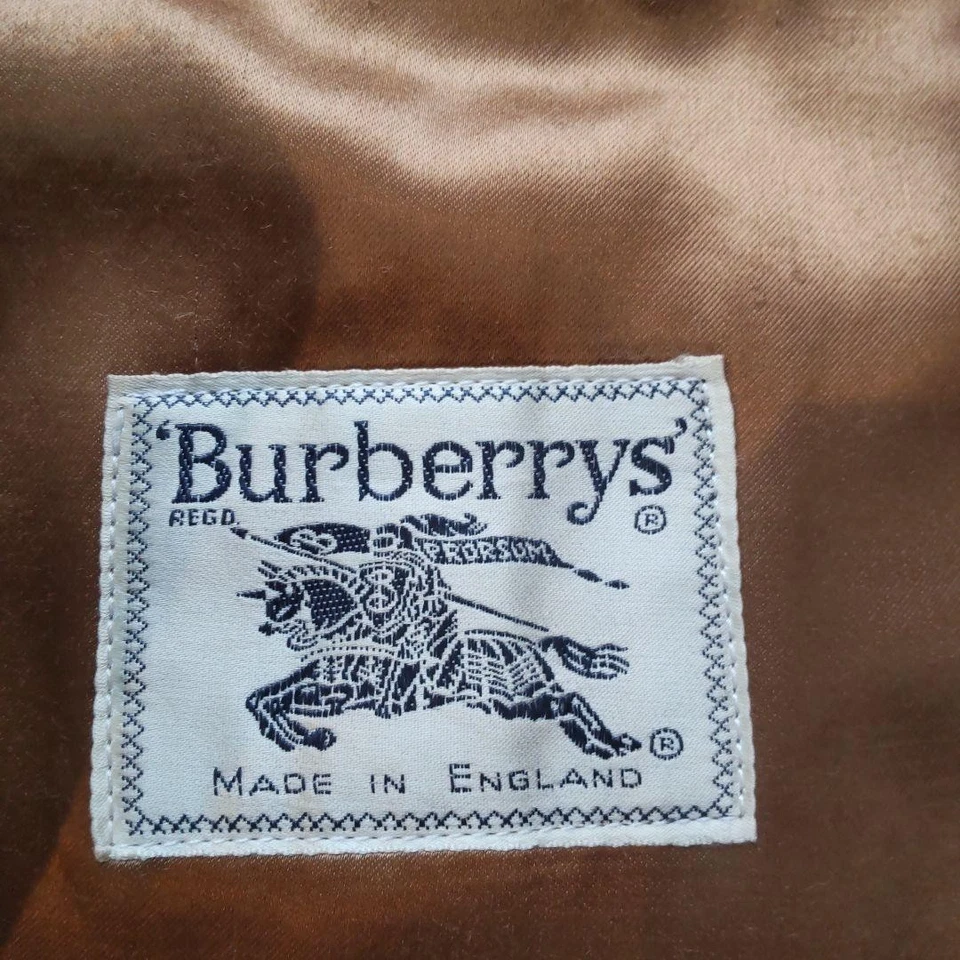 'Burberrys'
REGD.
®
PRORSUM
®
MADE IN ENGLAND